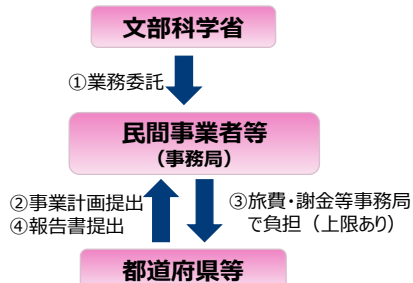 文部科学省
①業務委託
民間事業者等
（事務局）
②事業計画提出
④報告書提出
③旅費・謝金等事務局
で負担（上限あり）
都道府県等